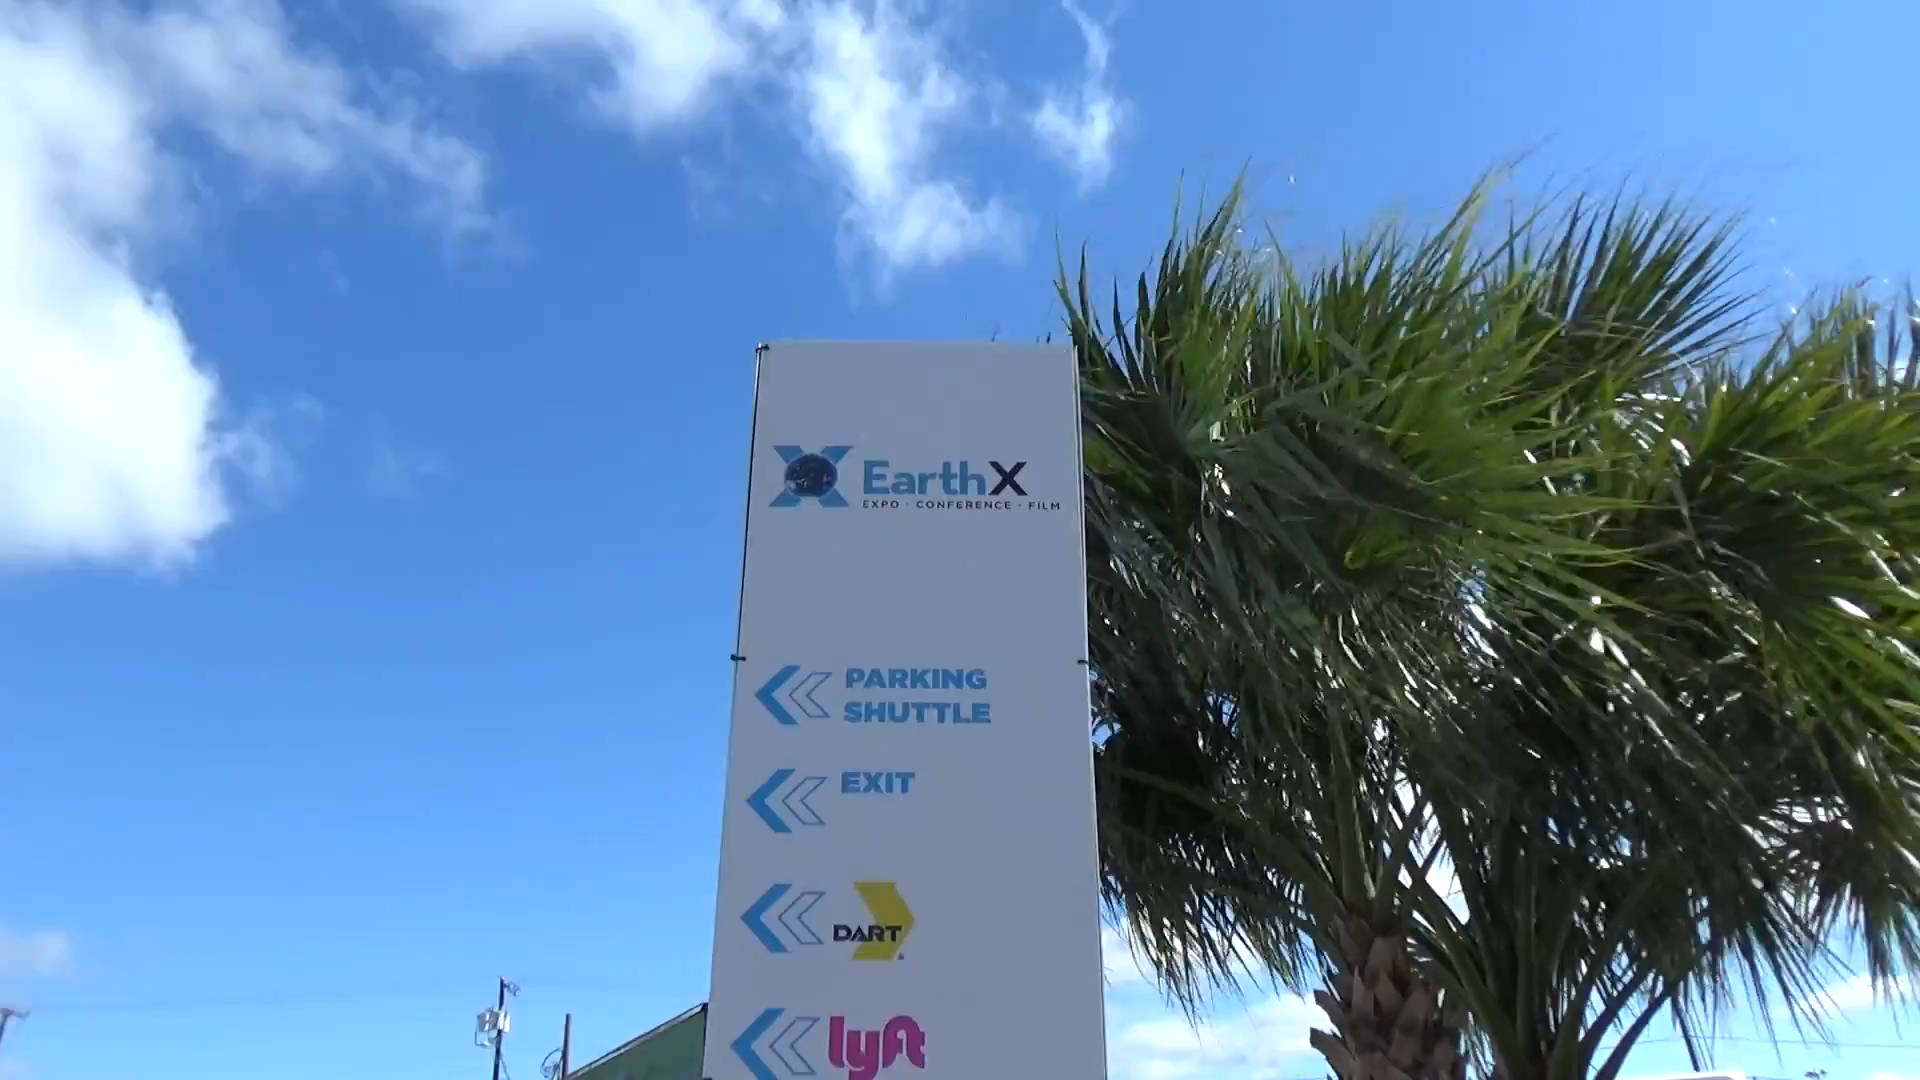 EarthX
EXPO · CONFERENCE · FILM
PARKING
SHUTTLE
EXIT
DART
lyft